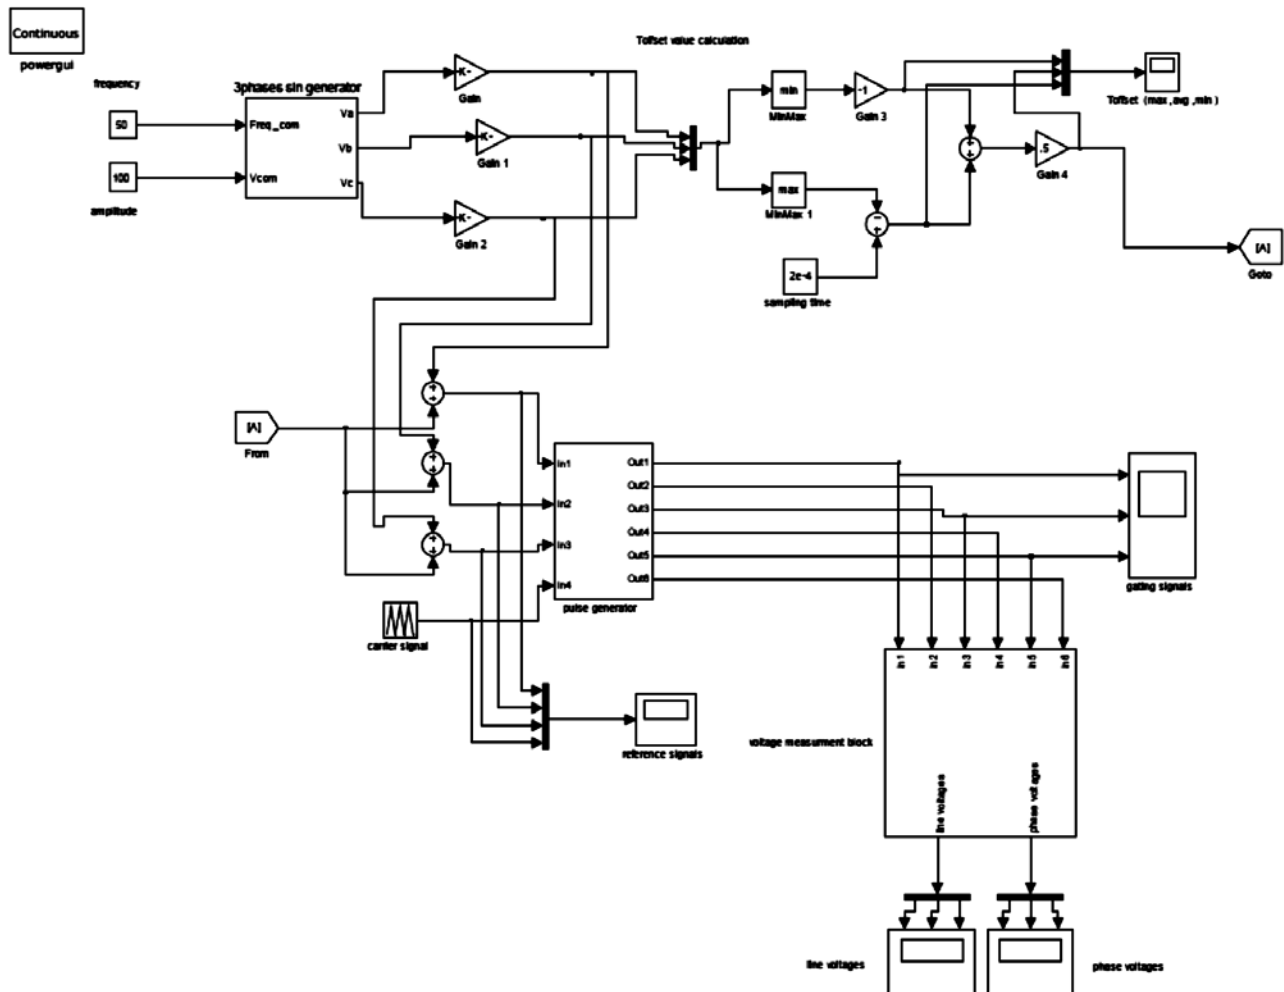 Continuous
powergui
Toffset value calculation
frequency
3phases sin generator
50
Freq_com
Va
Vb
Vc
100
Vcom
amplitude
K-
Gain
K-
Gain 1
K-
Gain 2
min
MinMax
-1
Gain 3
max
MinMax 1
2e-4
sampling time
.5
Gain 4
Toffset (max ,avg ,min )
[A]
Goto
[A]
From
In1
In2
In3
In4
Out1
Out2
Out3
Out4
Out5
Out6
pulse generator
gating signals
carrier signal
reference signals
in1
in2
in3
in4
in5
in6
voltage measurment block
line voltages
phase voltages
line voltages
phase voltages